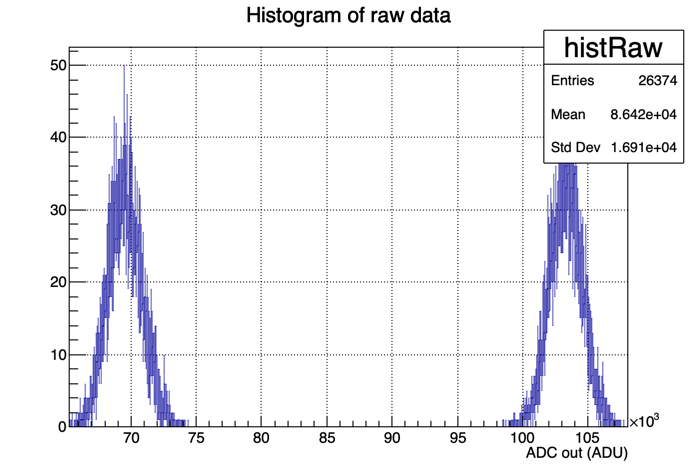 Histogram of raw data
histRaw
Entries 26374
Mean 8.642e+04
Std Dev 1.691e+04
50
40
30
20
10
0
70 75 80 85 90 95 100 105
×10³
ADC out (ADU)